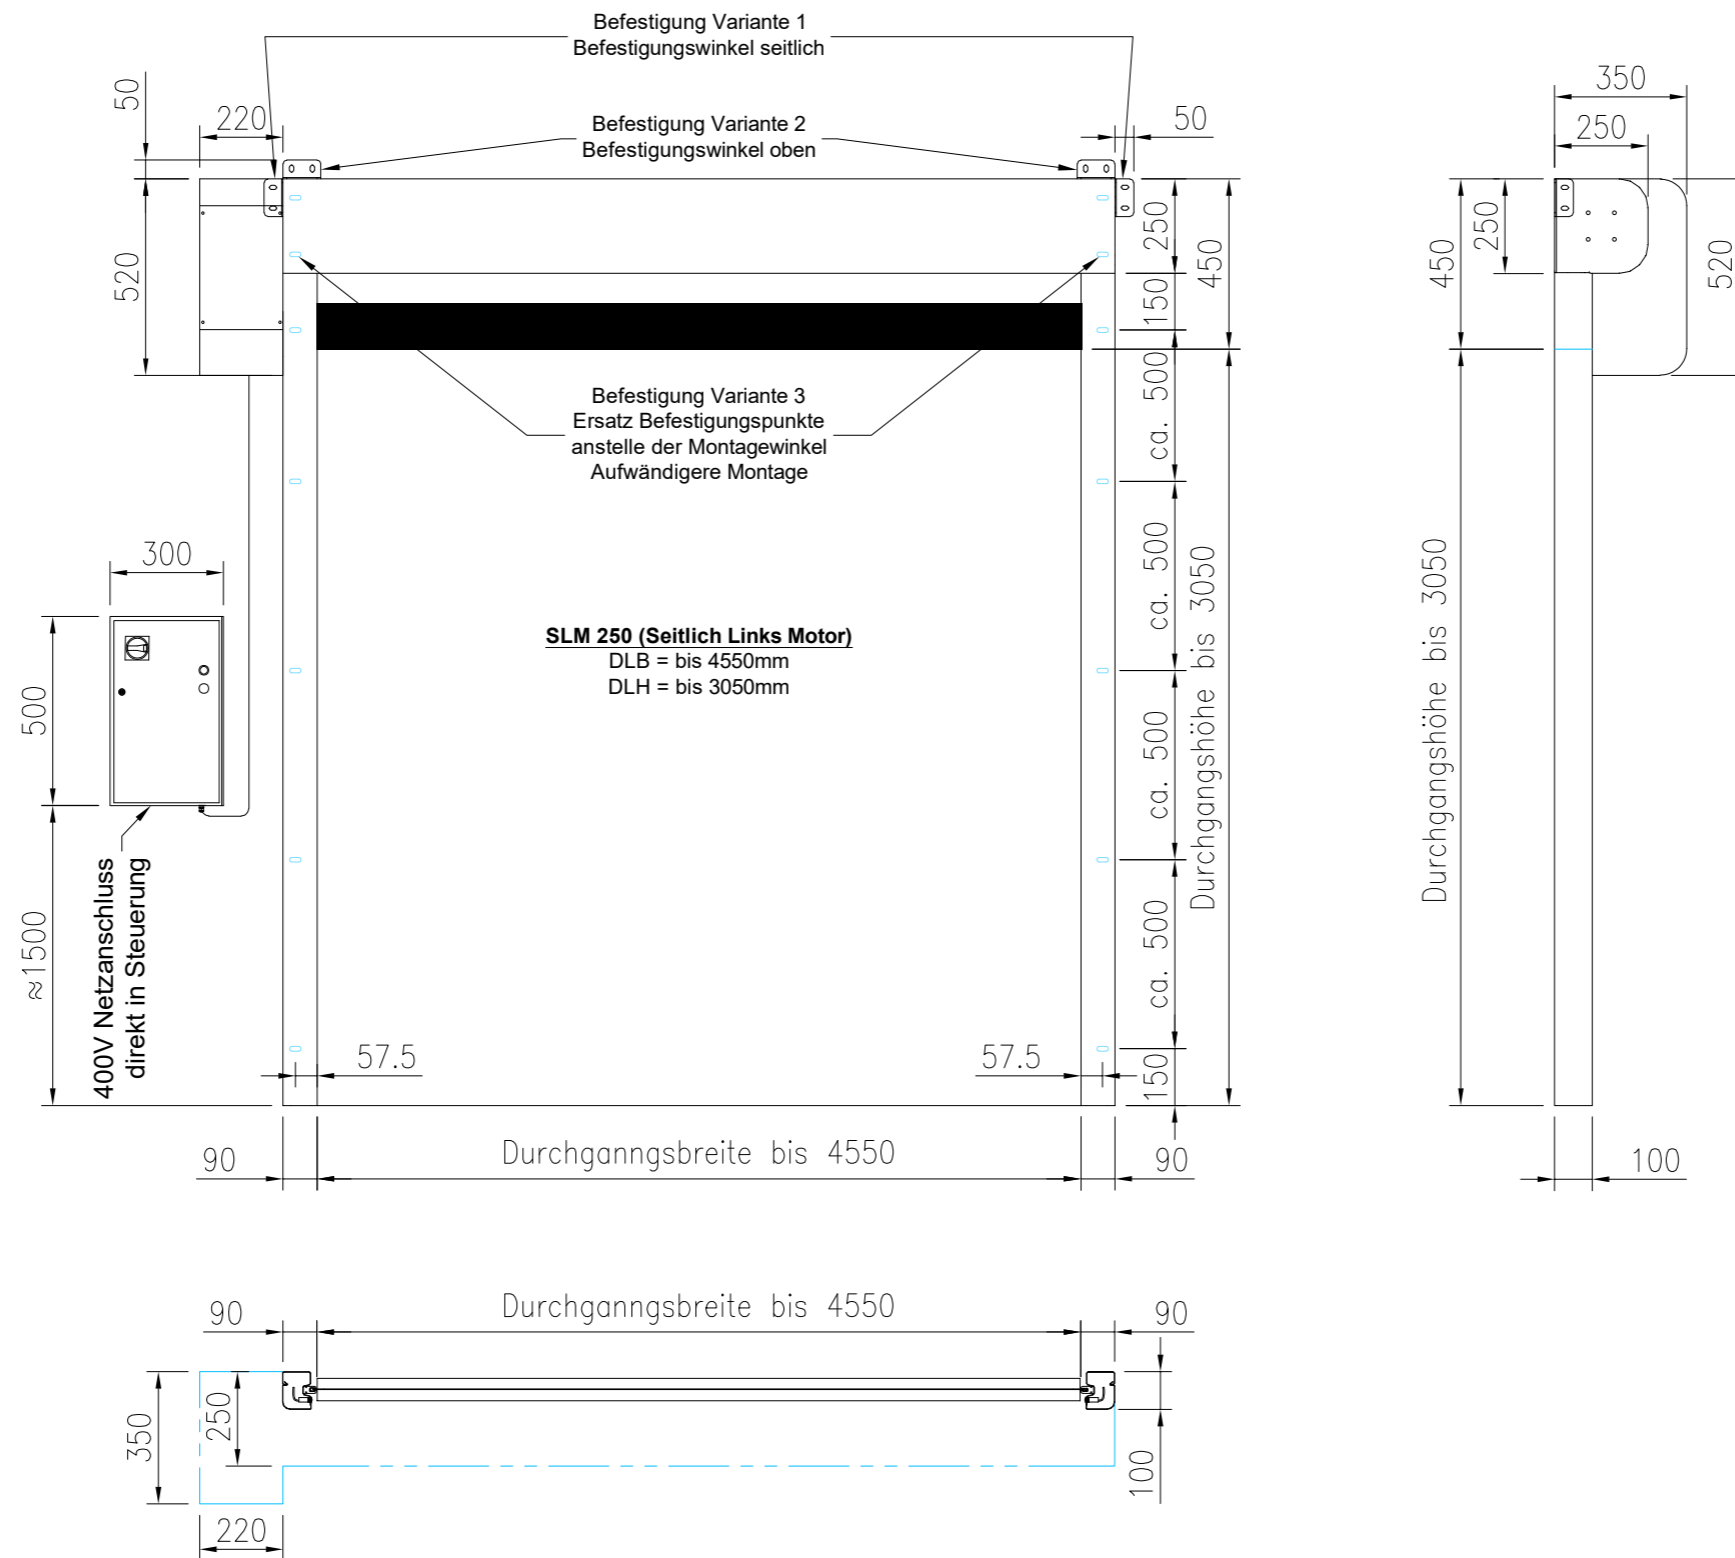 Befestigung Variante 1
Befestigungswinkel seitlich
50
220
Befestigung Variante 2
Befestigungswinkel oben
50
520
250
150
450
ca. 500
ca. 500
ca. 500
ca. 500
150
Durchgangshöhe bis 3050
Befestigung Variante 3
Ersatz Befestigungspunkte
anstelle der Montagewinkel
Aufwändigere Montage
300
500
≈1500
400V Netzanschluss
direkt in Steuerung
SLM 250 (Seitlich Links Motor)
DLB = bis 4550mm
DLH = bis 3050mm
57.5
57.5
90
Durchganngsbreite bis 4550
90
350
250
450
250
520
Durchgangshöhe bis 3050
100
90
Durchganngsbreite bis 4550
90
350
250
100
220